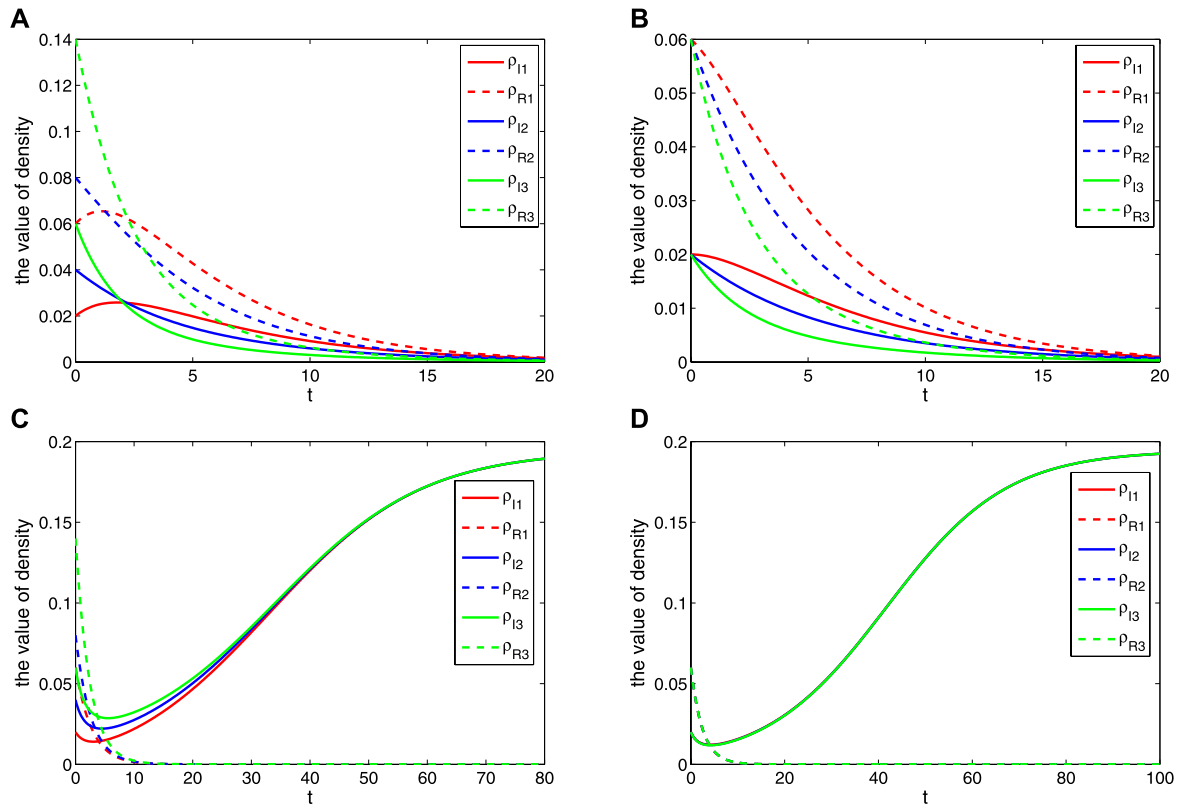 A
the value of density
0.14
0.12
0.1
0.08
0.06
0.04
0.02
0
0 5 10 15 20
t
ρI1
ρR1
ρI2
ρR2
ρI3
ρR3
B
the value of density
0.06
0.05
0.04
0.03
0.02
0.01
0
0 5 10 15 20
t
ρI1
ρR1
ρI2
ρR2
ρI3
ρR3
C
the value of density
0.2
0.15
0.1
0.05
0
0 10 20 30 40 50 60 70 80
t
ρI1
ρR1
ρI2
ρR2
ρI3
ρR3
D
the value of density
0.2
0.15
0.1
0.05
0
0 20 40 60 80 100
t
ρI1
ρR1
ρI2
ρR2
ρI3
ρR3